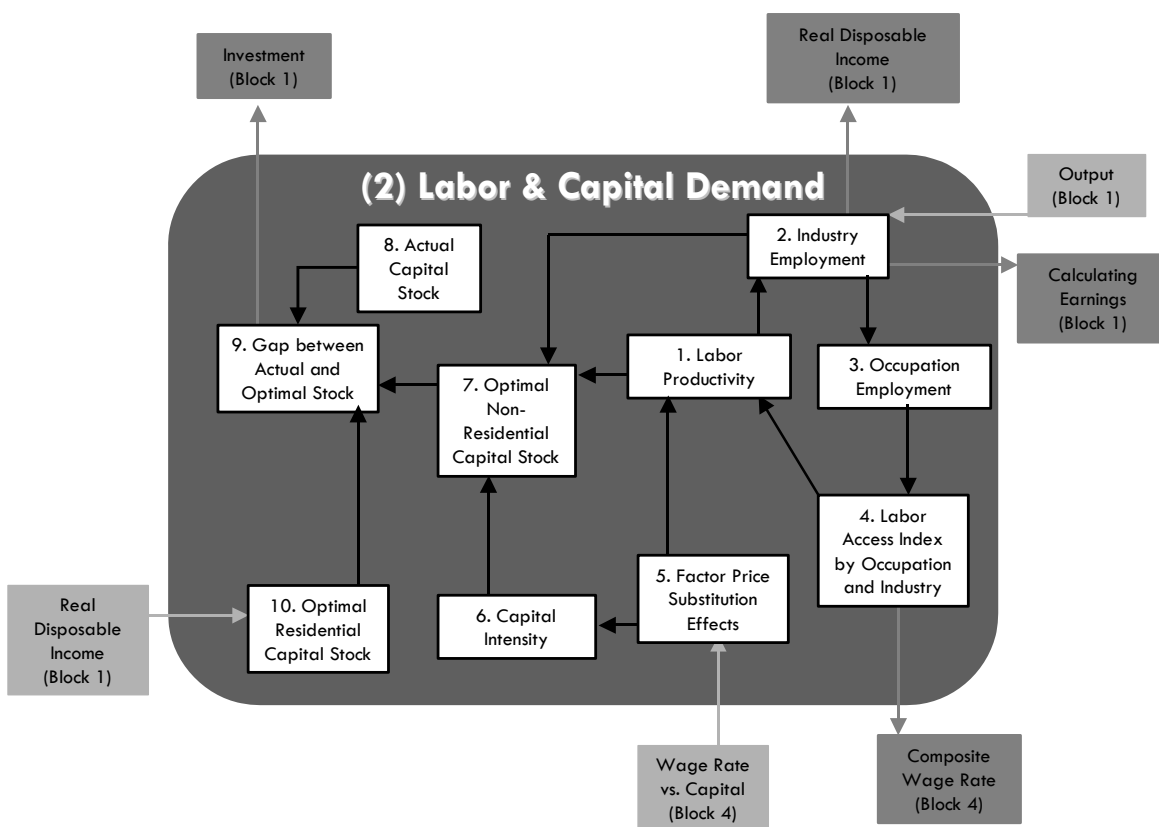 Investment
(Block 1)
Real Disposable
Income
(Block 1)
(2) Labor & Capital Demand
Output
(Block 1)
8. Actual
Capital
Stock
2. Industry
Employment
Calculating
Earnings
(Block 1)
9. Gap between
Actual and
Optimal Stock
7. Optimal
Non-
Residential
Capital Stock
1. Labor
Productivity
3. Occupation
Employment
4. Labor
Access Index
by Occupation
and Industry
5. Factor Price
Substitution
Effects
6. Capital
Intensity
10. Optimal
Residential
Capital Stock
Real
Disposable
Income
(Block 1)
Wage Rate
vs. Capital
(Block 4)
Composite
Wage Rate
(Block 4)